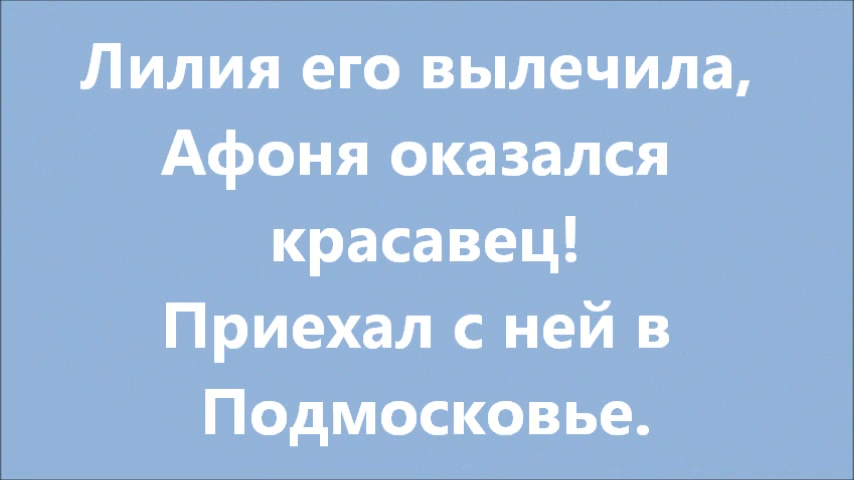 Лилия его вылечила,
Афоня оказался
красавец!
Приехал с ней в
Подмосковье.